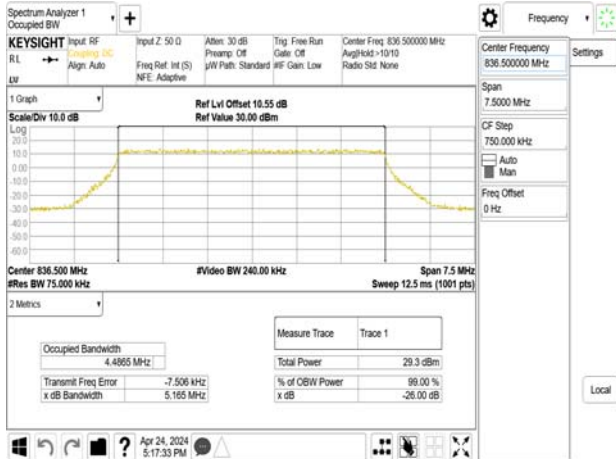 Spectrum Analyzer 1
Occupied BW
+
Frequency
KEYSIGHT
Input: RF
Coupling: DC
Align: Auto
RL
Input Z: 50 Ω
Freq Ref: Int (S)
NFE: Adaptive
Atten: 30 dB
Preamp: Off
µW Path: Standard
Trig: Free Run
Gate: Off
#IF Gain: Low
Center Freq: 836.500000 MHz
Avg|Hold:>10/10
Radio Std: None
Center Frequency
836.500000 MHz
Settings
Span
7.5000 MHz
CF Step
750.000 kHz
Auto
Man
Freq Offset
0 Hz
Local
1 Graph
Scale/Div 10.0 dB
Ref Lvl Offset 10.55 dB
Ref Value 30.00 dBm
Log
20.0
10.0
0.00
-10.0
-20.0
-30.0
-40.0
-50.0
-60.0
Center 836.500 MHz
#Video BW 240.00 kHz
Span 7.5 MHz
#Res BW 75.000 kHz
Sweep 12.5 ms (1001 pts)
2 Metrics
Measure Trace
Trace 1
Occupied Bandwidth
4.4865 MHz
Total Power
29.3 dBm
Transmit Freq Error
-7.506 kHz
% of OBW Power
99.00 %
x dB Bandwidth
5.165 MHz
x dB
-26.00 dB
?
Apr 24, 2024
5:17:33 PM